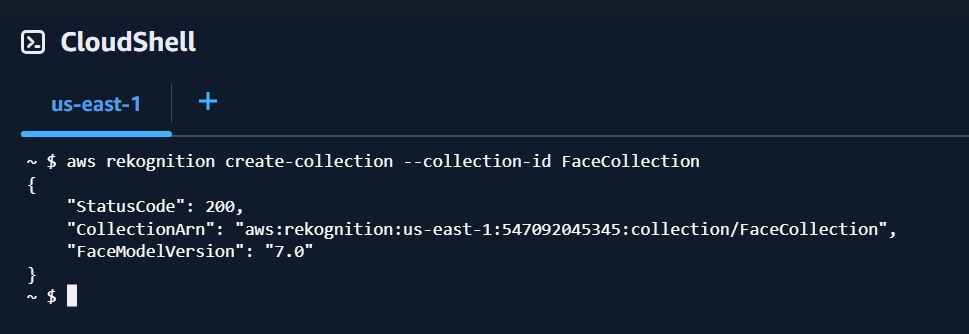 CloudShell
us-east-1 +
~ $ aws rekognition create-collection --collection-id FaceCollection
{
    "StatusCode": 200,
    "CollectionArn": "aws:rekognition:us-east-1:547092045345:collection/FaceCollection",
    "FaceModelVersion": "7.0"
}
~ $